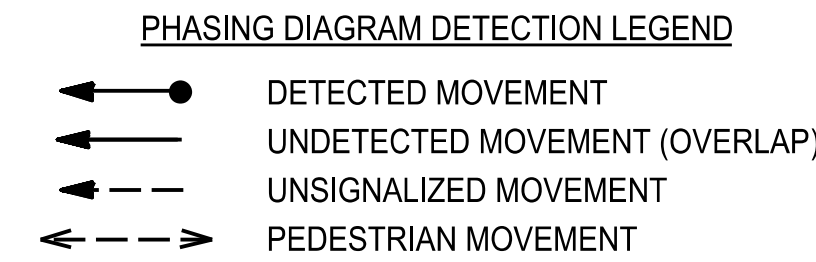 PHASING DIAGRAM DETECTION LEGEND
DETECTED MOVEMENT
UNDETECTED MOVEMENT (OVERLAP)
UNSIGNALIZED MOVEMENT
PEDESTRIAN MOVEMENT